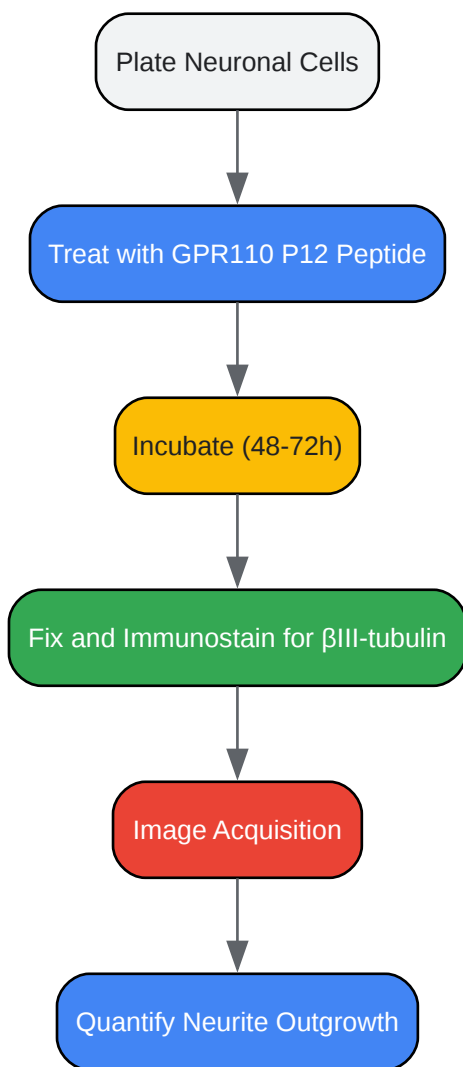 Plate Neuronal Cells
Treat with GPR110 P12 Peptide
Incubate (48-72h)
Fix and Immunostain for βIII-tubulin
Image Acquisition
Quantify Neurite Outgrowth